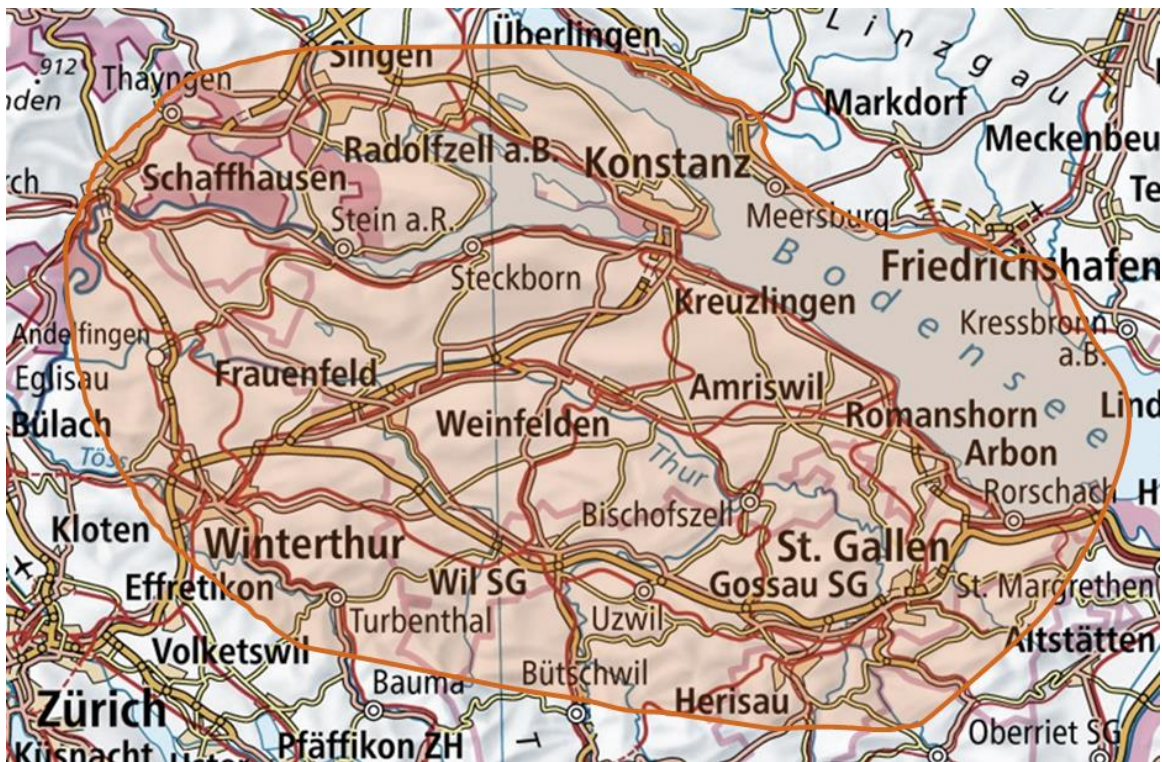 Überlingen
Linzgau
Singen
912
Thayngen
nden
Markdorf
Meckenbeu
Radolfzell a.B.
Konstanz
rch
Schaffhausen
Te
Stein a.R.
Meersburg
Bodensee
Friedrichshafen
Steckborn
Kreuzlingen
Kressbronn
a.B.
Andelfingen
Eglisau
Frauenfeld
Amriswil
Bülach
Weinfelden
Romanshorn
Lind
Töss
Thur
Arbon
Rorschach
H
Kloten
Bischofszell
Winterthur
St. Gallen
Effretikon
Wil SG
Gossau SG
St. Margrethen
Turbenthal
Uzwil
Volketswil
Altstätten
Bütschwil
Bauma
Herisau
Zürich
Oberriet SG
Pfäffikon ZH
T
Küsnacht
Uster